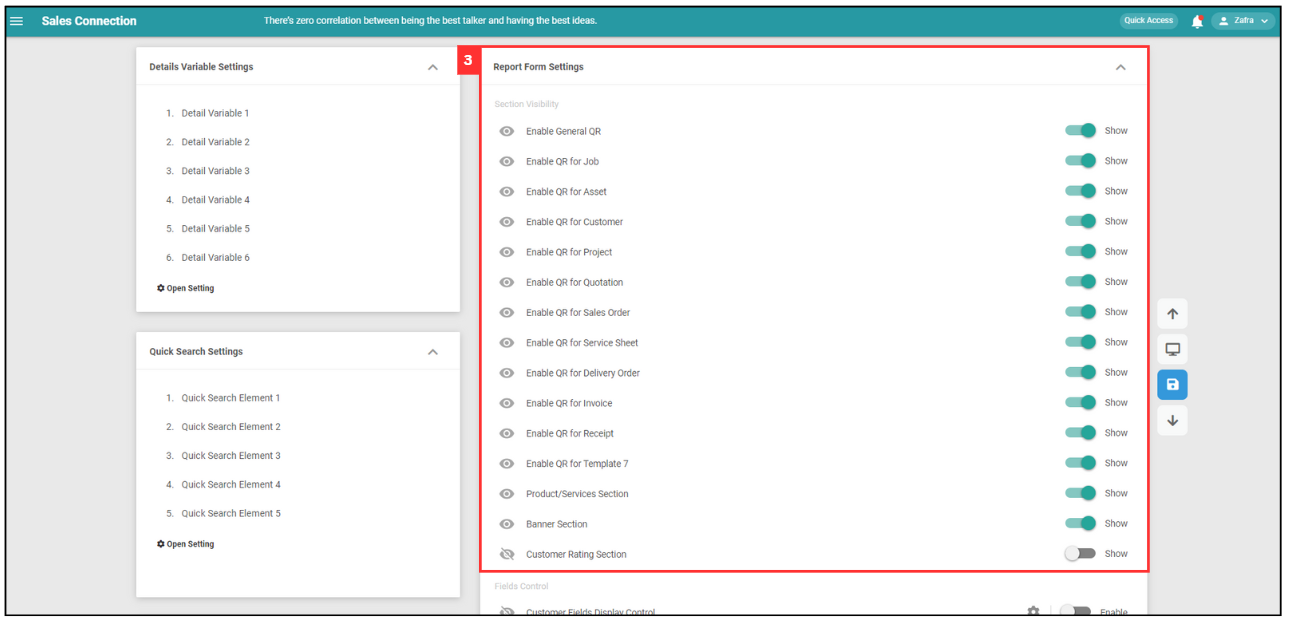 Sales Connection
There's zero correlation between being the best talker and having the best ideas.
Quick Access
Zafra
Details Variable Settings
1. Detail Variable 1
2. Detail Variable 2
3. Detail Variable 3
4. Detail Variable 4
5. Detail Variable 5
6. Detail Variable 6
Open Setting
Quick Search Settings
1. Quick Search Element 1
2. Quick Search Element 2
3. Quick Search Element 3
4. Quick Search Element 4
5. Quick Search Element 5
Open Setting
3
Report Form Settings
Section Visibility
Enable General QR Show
Enable QR for Job Show
Enable QR for Asset Show
Enable QR for Customer Show
Enable QR for Project Show
Enable QR for Quotation Show
Enable QR for Sales Order Show
Enable QR for Service Sheet Show
Enable QR for Delivery Order Show
Enable QR for Invoice Show
Enable QR for Receipt Show
Enable QR for Template 7 Show
Product/Services Section Show
Banner Section Show
Customer Rating Section Show
Fields Control
Customer Fields Display Control Enable